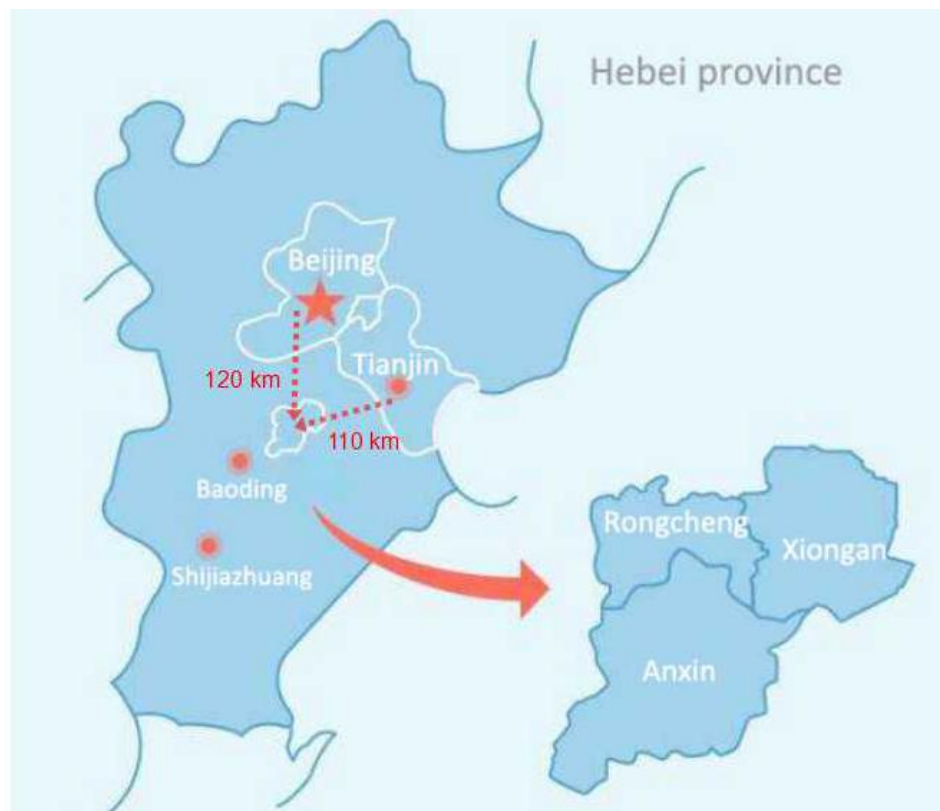 Hebei province
Beijing
Tianjin
120 km
110 km
Baoding
Shijiazhuang
Rongcheng
Xiongan
Anxin